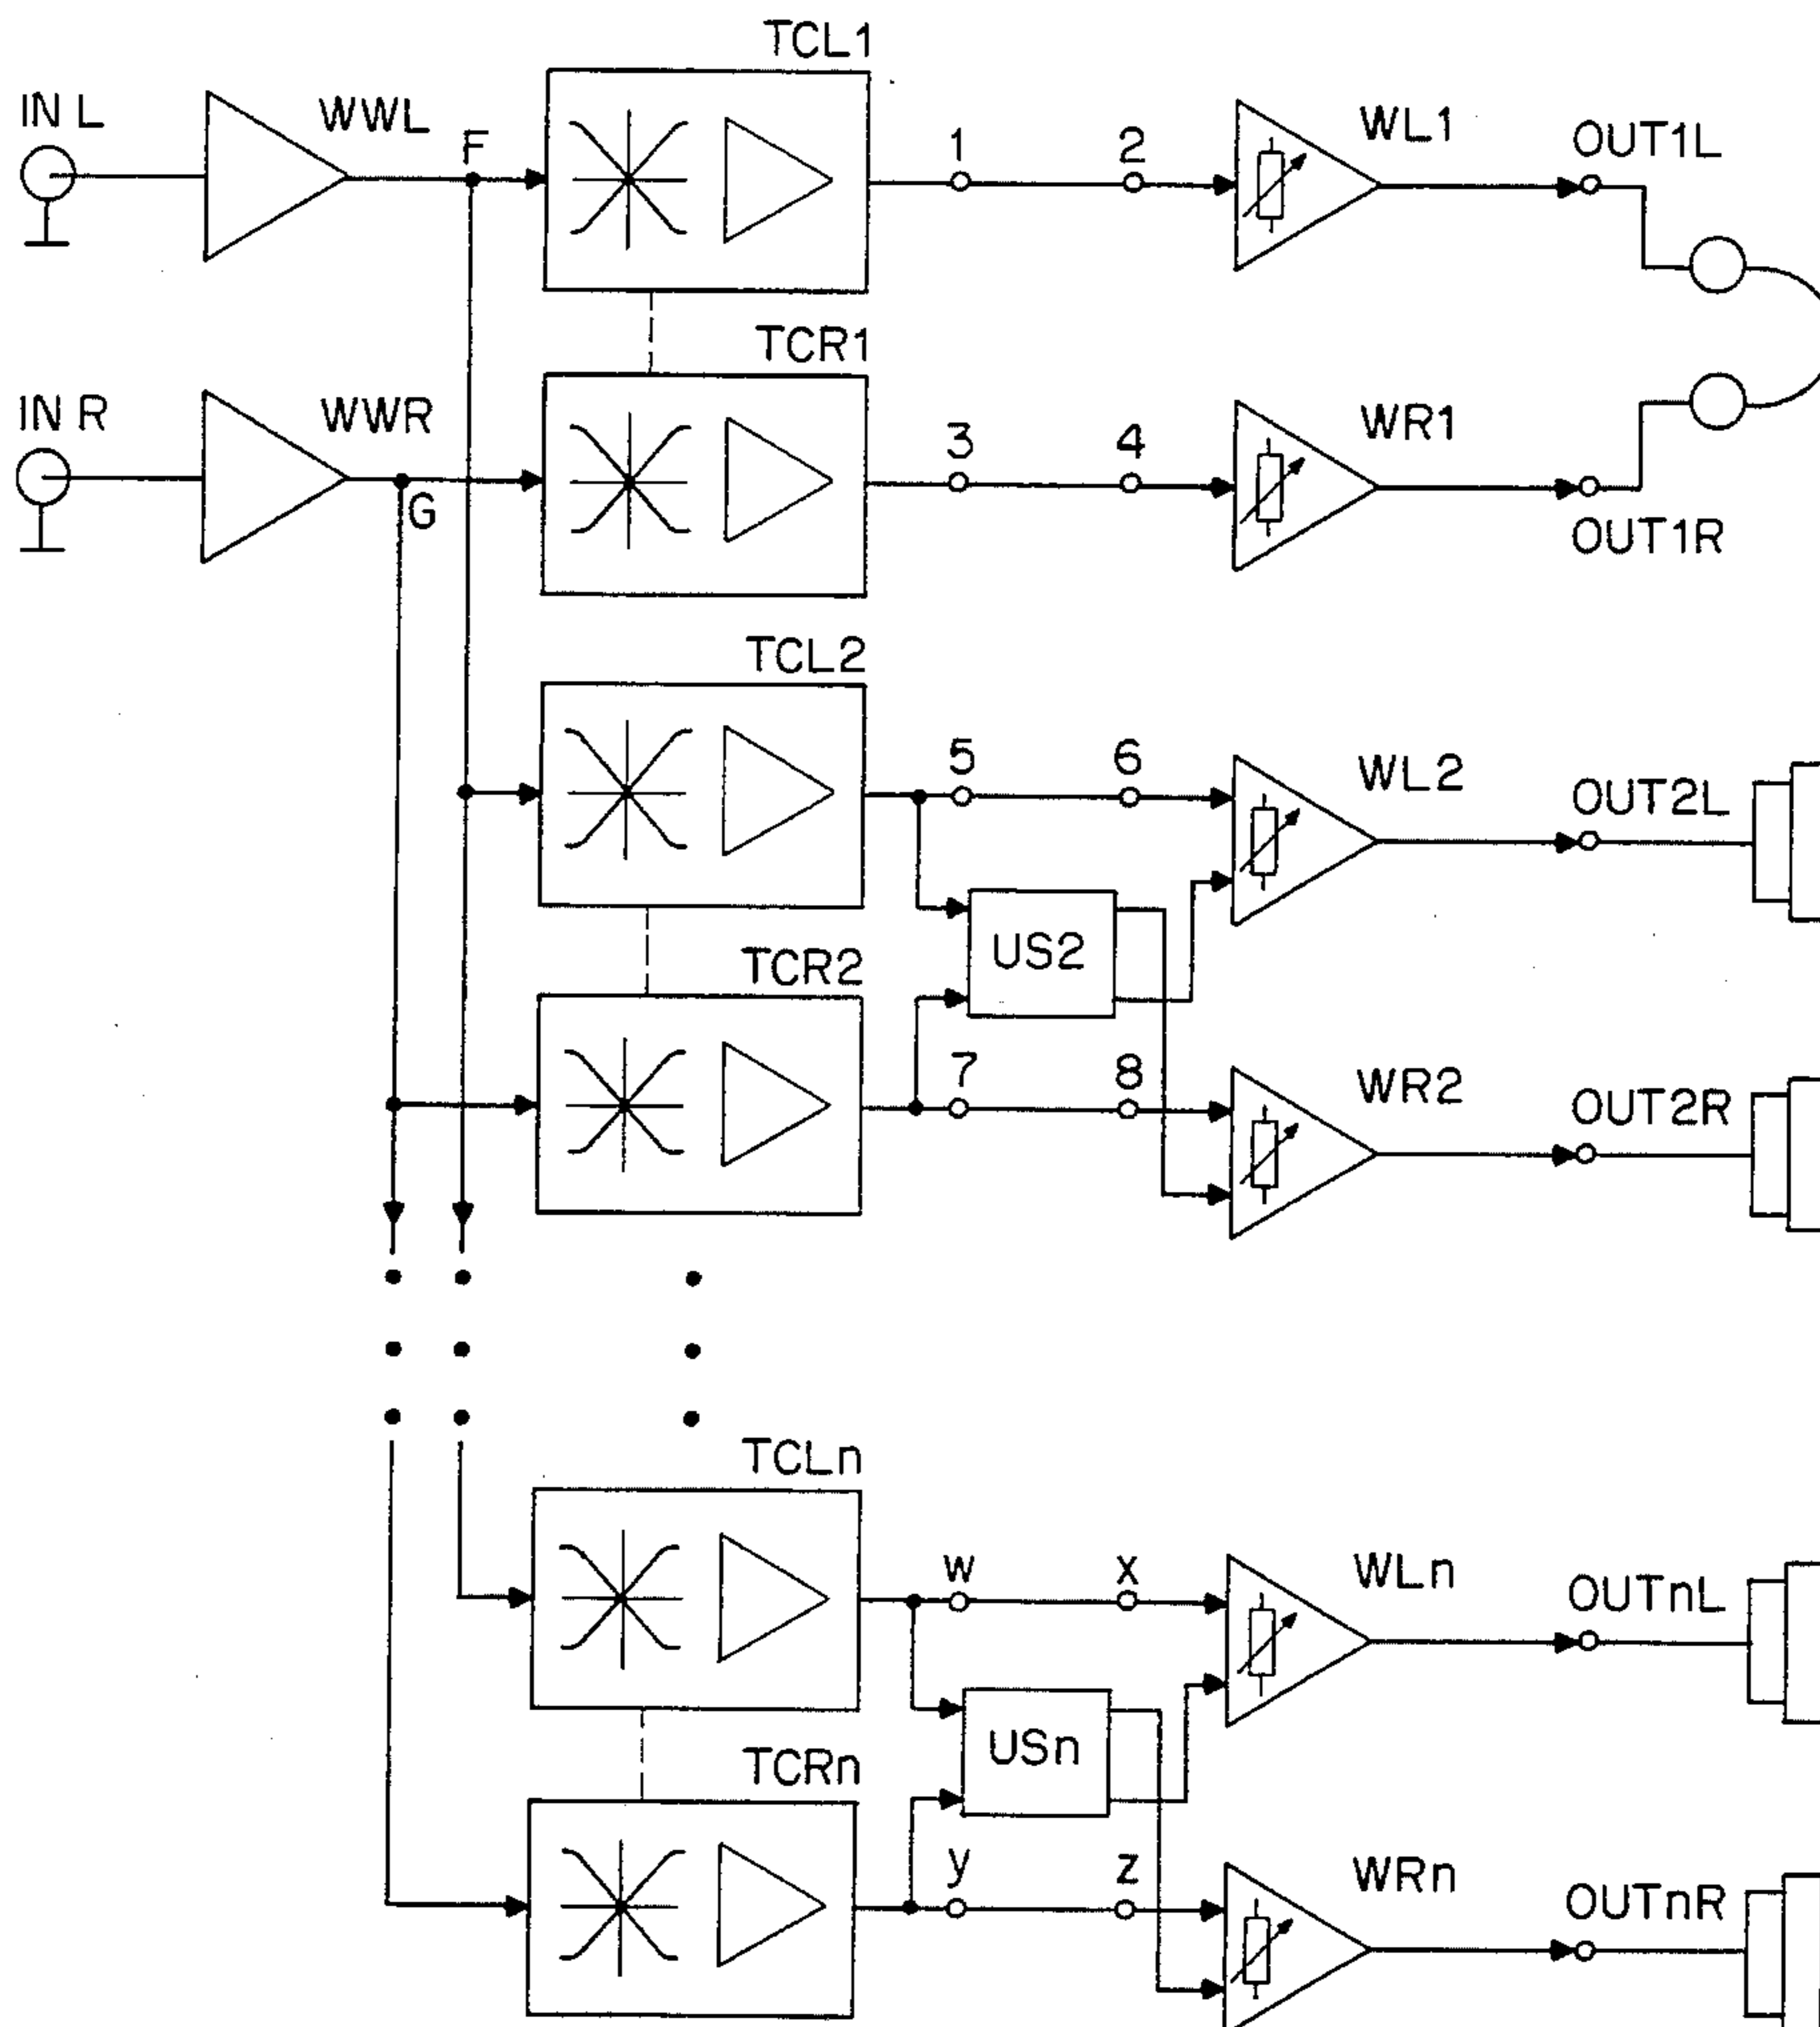 TCL1
IN L
WWL
F
1
2
WL1
OUT1L
TCR1
IN R
WWR
G
3
4
WR1
OUT1R
TCL2
5
6
WL2
OUT2L
US2
TCR2
7
8
WR2
OUT2R
TCLn
w
x
WLn
OUTnL
USn
TCRn
y
z
WRn
OUTnR